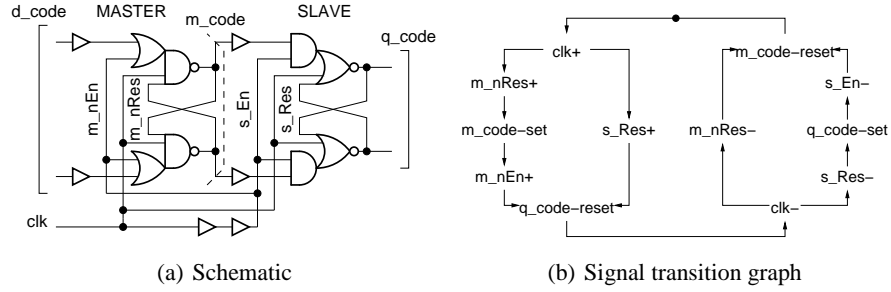 d_code MASTER m_code SLAVE
q_code
m_nEn
m_nRes
s_En
s_Res
clk
(a) Schematic
clk+ m_code−reset
m_nRes+ s_En−
m_code−set s_Res+ m_nRes− q_code−set
m_nEn+ s_Res−
q_code−reset clk−
(b) Signal transition graph